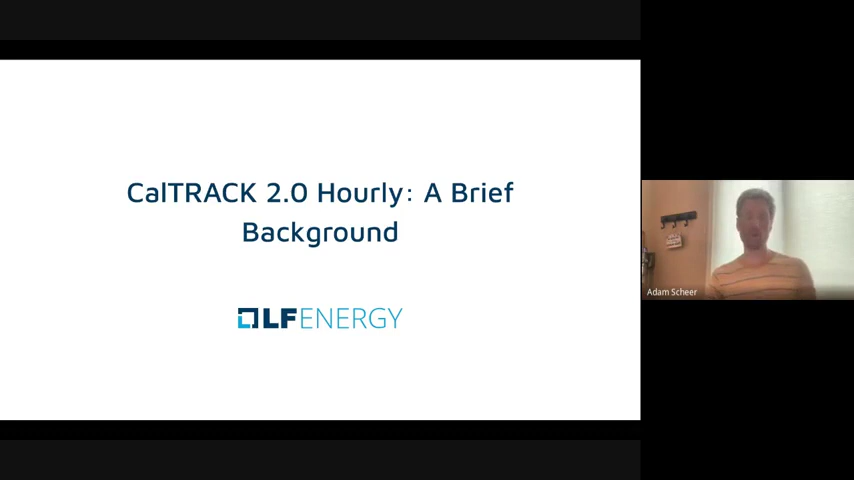 CalTRACK 2.0 Hourly: A Brief
Background
LFENERGY
Adam Scheer